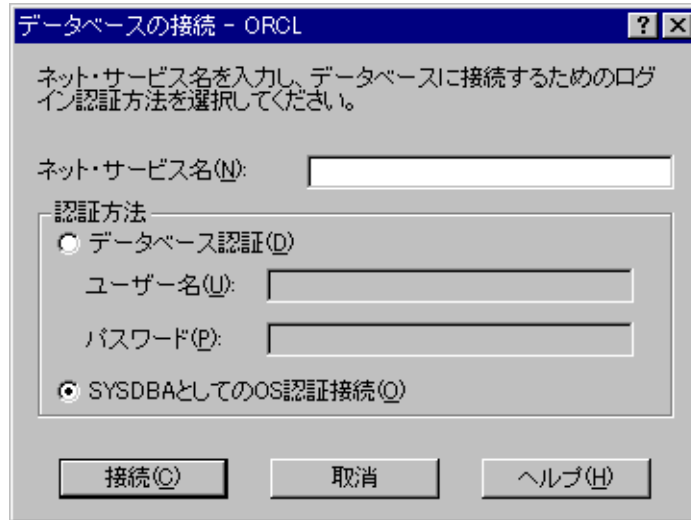 データベースの接続 - ORCL
ネット・サービス名を入力し、データベースに接続するためのログ
イン認証方法を選択してください。
ネット・サービス名(N):
認証方法
データベース認証(D)
ユーザー名(U):
パスワード(P):
SYSDBAとしてのOS認証接続(O)
接続(C) 取消 ヘルプ(H)